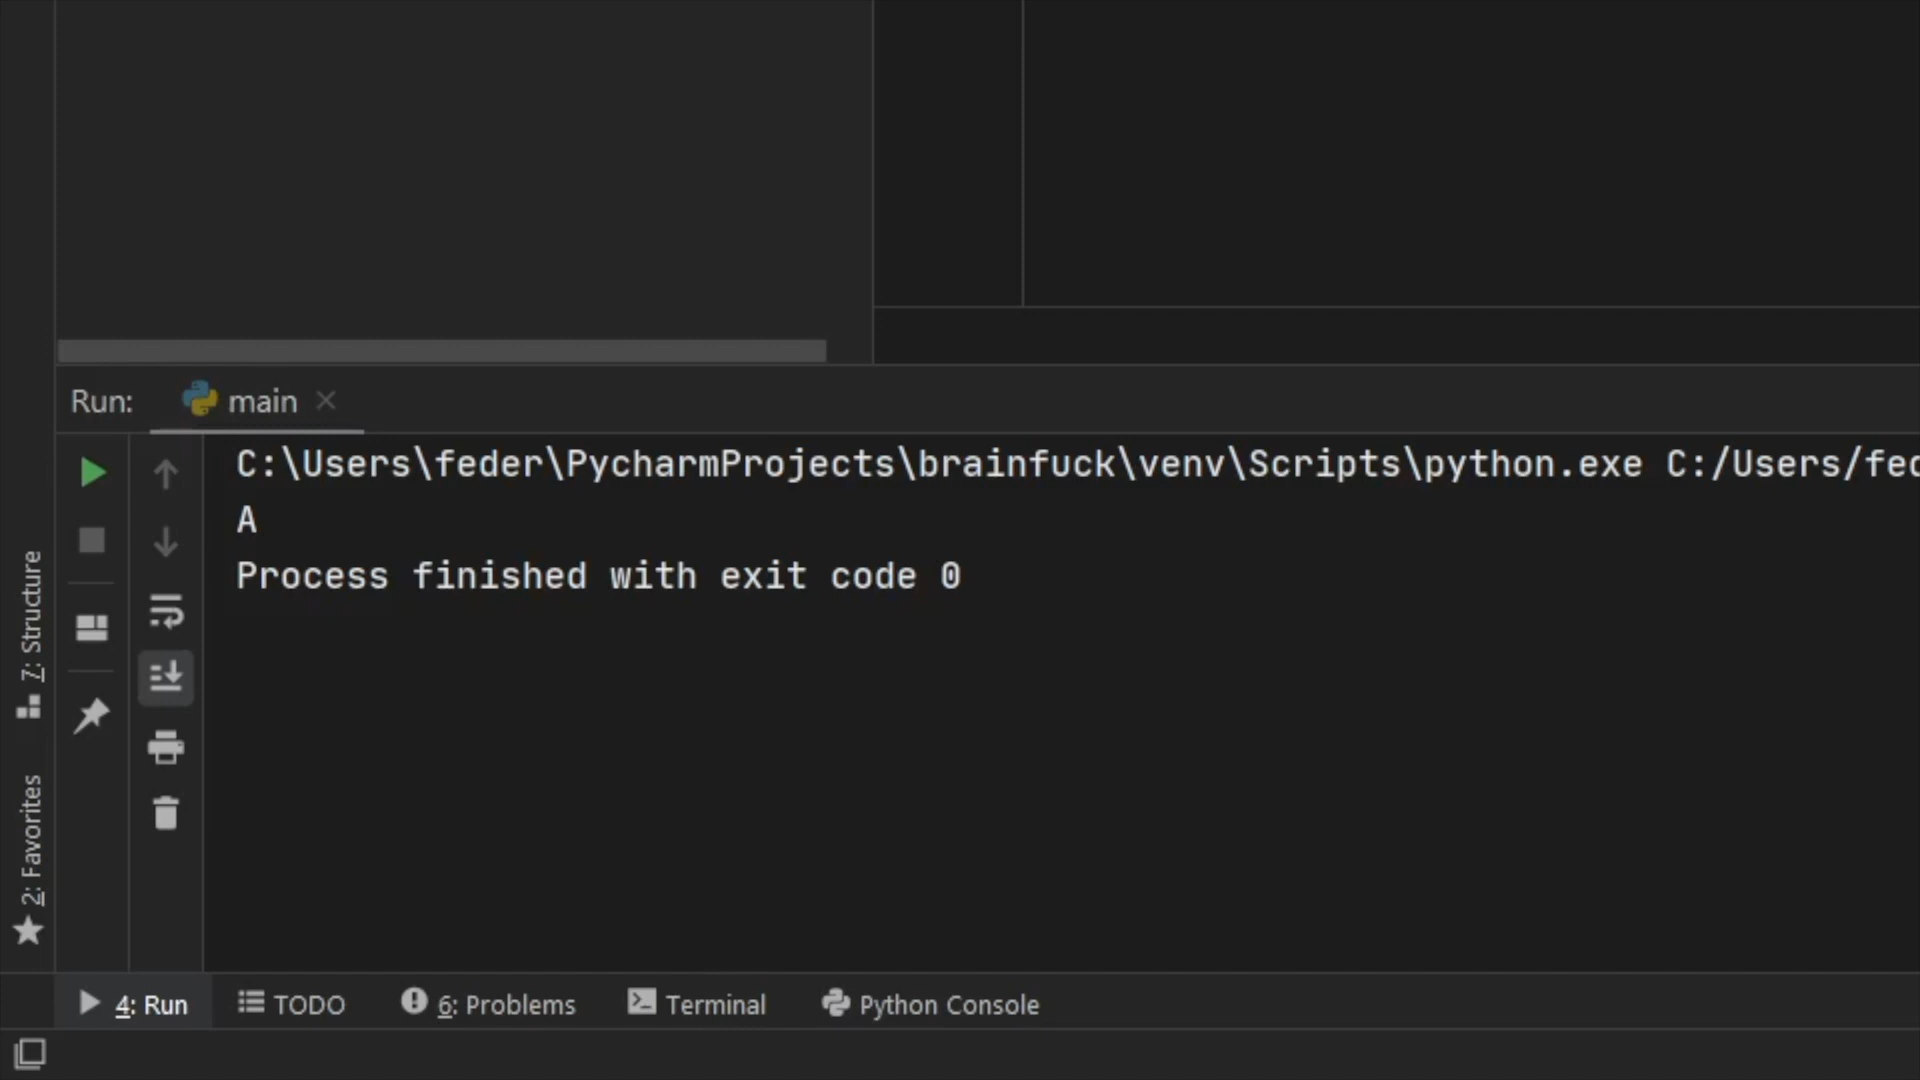 Run: main
C:\Users\feder\PycharmProjects\brainfuck\venv\Scripts\python.exe C:/Users/fed
A
Process finished with exit code 0
7: Structure
2: Favorites
4: Run TODO 6: Problems Terminal Python Console